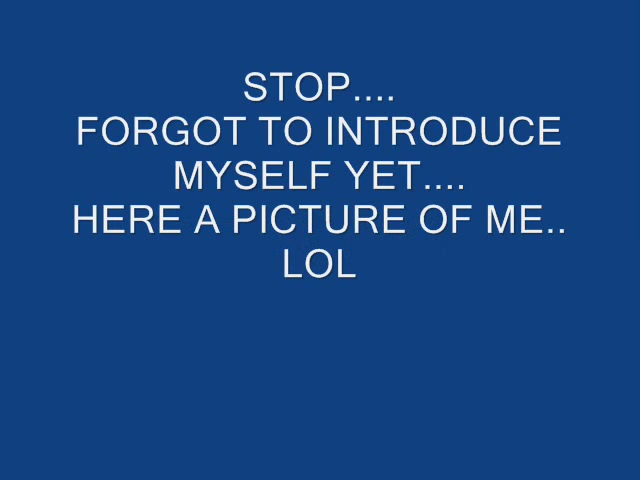 STOP....
FORGOT TO INTRODUCE
MYSELF YET....
HERE A PICTURE OF ME..
LOL